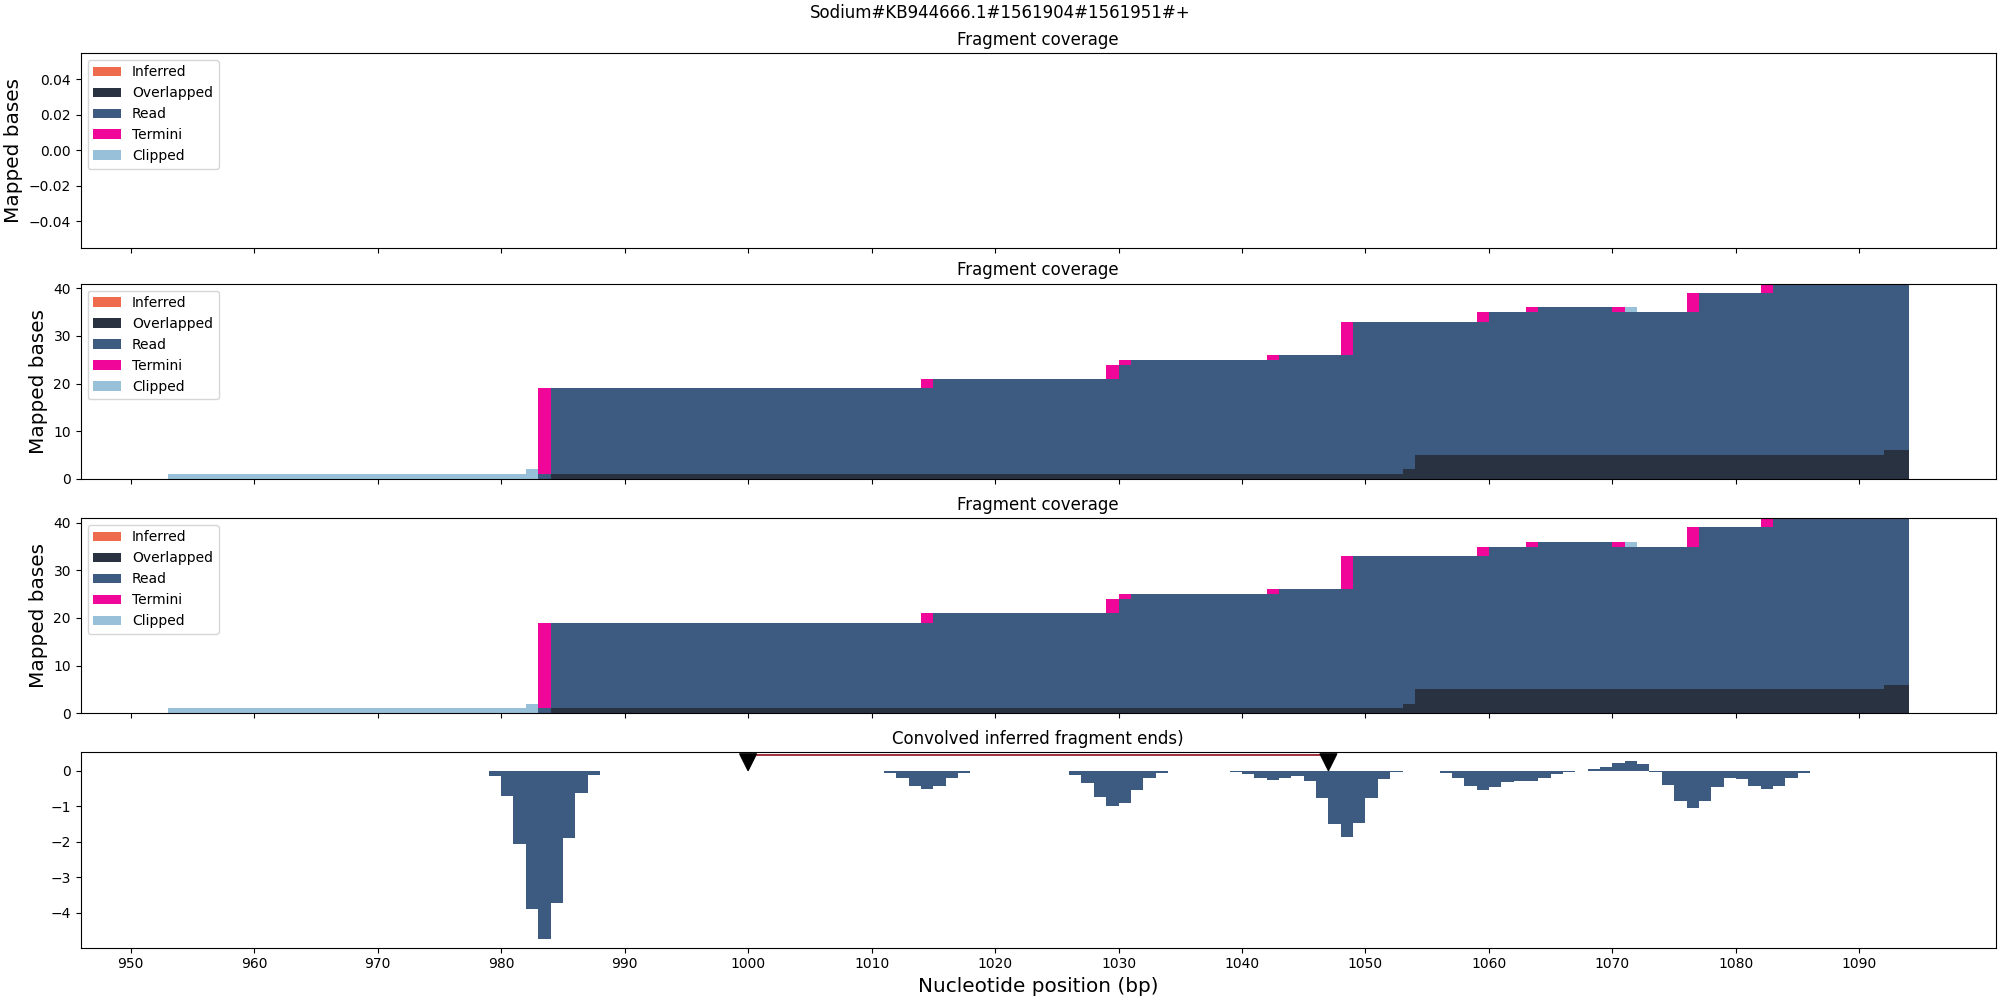 Sodium#KB944666.1#1561904#1561951#+
Fragment coverage
Mapped bases
0.04
0.02
0.00
−0.02
−0.04
Inferred
Overlapped
Read
Termini
Clipped
Fragment coverage
Mapped bases
40
30
20
10
0
Inferred
Overlapped
Read
Termini
Clipped
Fragment coverage
Mapped bases
40
30
20
10
0
Inferred
Overlapped
Read
Termini
Clipped
Convolved inferred fragment ends)
0
−1
−2
−3
−4
950 960 970 980 990 1000 1010 1020 1030 1040 1050 1060 1070 1080 1090
Nucleotide position (bp)